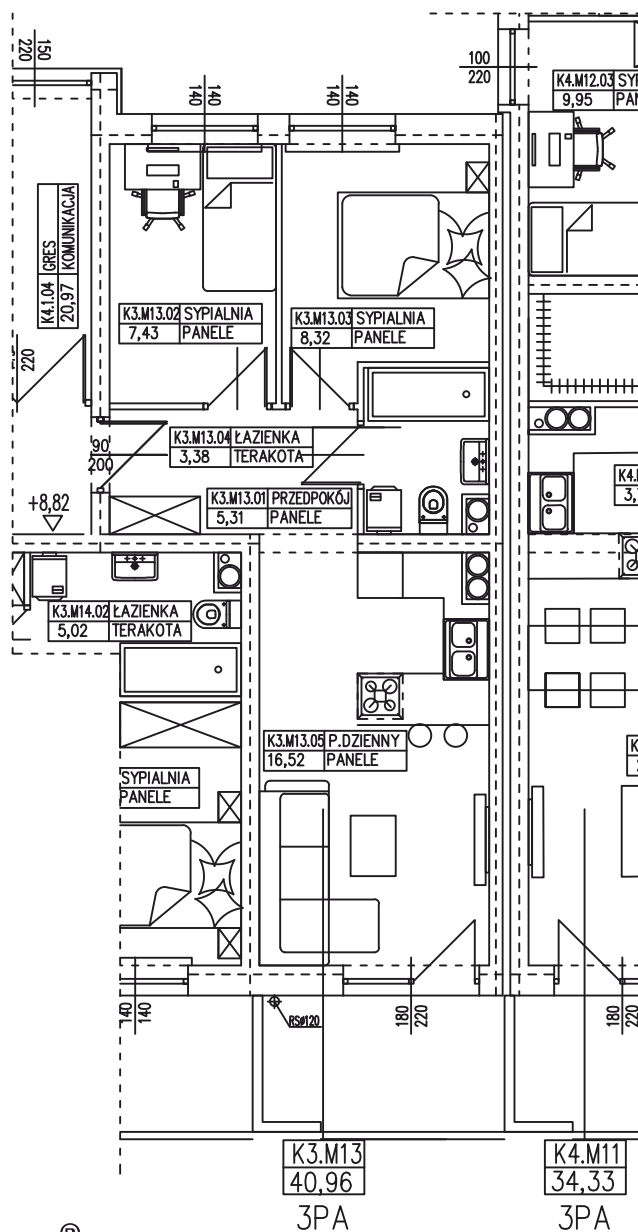 150
220
100
220
K4.M12.03
9,95
140
140
140
140
K4.1.04 GRES
20,97 KOMUNIKACJA
K3.M13.02 SYPIALNIA
7,43 PANELE
K3.M13.03 SYPIALNIA
8,32 PANELE
220
90
200
K3.M13.04 ŁAZIENKA
3,38 TERAKOTA
K3.M13.01 PRZEDPOKÓJ
5,31 PANELE
+8,82
K3.M14.02 ŁAZIENKA
5,02 TERAKOTA
K3.M13.05 P.DZIENNY
16,52 PANELE
SYPIALNIA
PANELE
140
140
RSø120
180
220
180
220
K3.M13
40,96
3PA
K4.M11
34,33
3PA